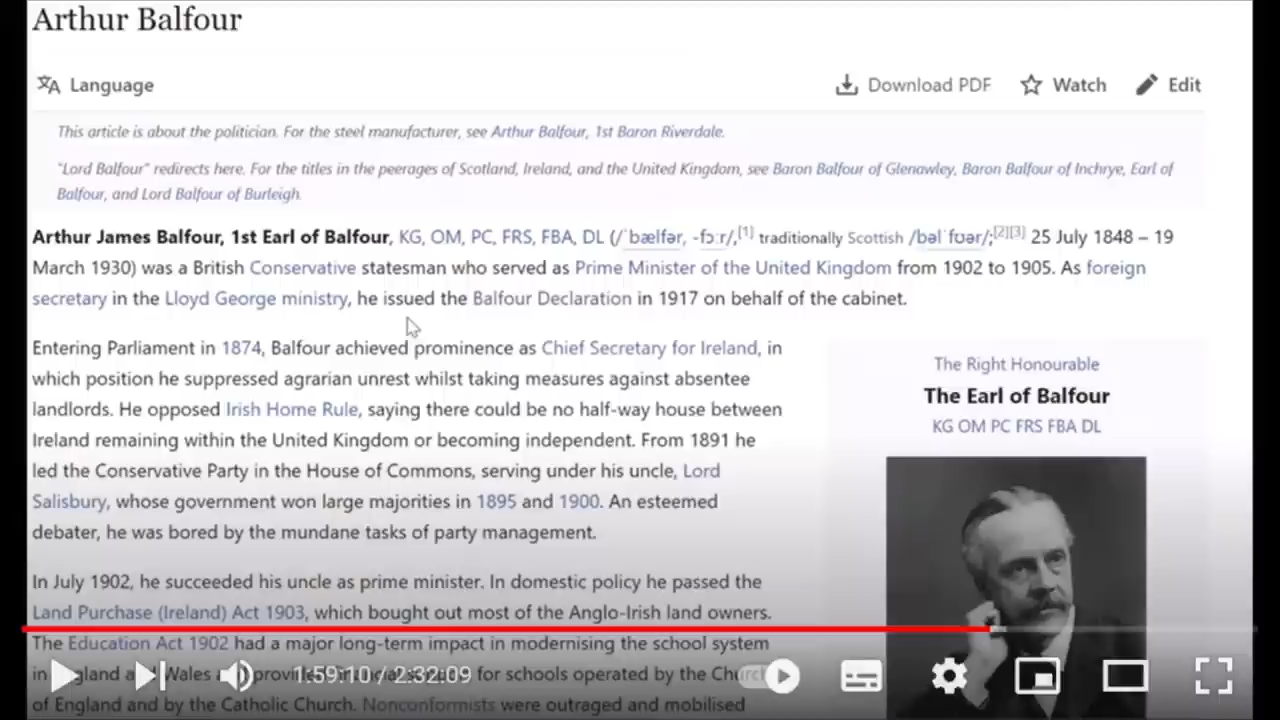 Arthur Balfour
Language
Download PDF
Watch
Edit
This article is about the politician. For the steel manufacturer, see Arthur Balfour, 1st Baron Riverdale.
"Lord Balfour" redirects here. For the titles in the peerages of Scotland, Ireland, and the United Kingdom, see Baron Balfour of Glenawley, Baron Balfour of Inchrye, Earl of
Balfour, and Lord Balfour of Burleigh.
Arthur James Balfour, 1st Earl of Balfour, KG, OM, PC, FRS, FBA, DL (/ˈbælfər, -fɔːr/,[1] traditionally Scottish /bəlˈfʊər/;[2][3] 25 July 1848 – 19
March 1930) was a British Conservative statesman who served as Prime Minister of the United Kingdom from 1902 to 1905. As foreign
secretary in the Lloyd George ministry, he issued the Balfour Declaration in 1917 on behalf of the cabinet.
Entering Parliament in 1874, Balfour achieved prominence as Chief Secretary for Ireland, in
which position he suppressed agrarian unrest whilst taking measures against absentee
landlords. He opposed Irish Home Rule, saying there could be no half-way house between
Ireland remaining within the United Kingdom or becoming independent. From 1891 he
led the Conservative Party in the House of Commons, serving under his uncle, Lord
Salisbury, whose government won large majorities in 1895 and 1900. An esteemed
debater, he was bored by the mundane tasks of party management.
In July 1902, he succeeded his uncle as prime minister. In domestic policy he passed the
Land Purchase (Ireland) Act 1903, which bought out most of the Anglo-Irish land owners.
The Education Act 1902 had a major long-term impact in modernising the school system
in Wales for schools operated by the
of England and by the Catholic Church. Nonconformists were outraged and mobilised
The Right Honourable
The Earl of Balfour
KG OM PC FRS FBA DL
1:59:10 / 2:32:09